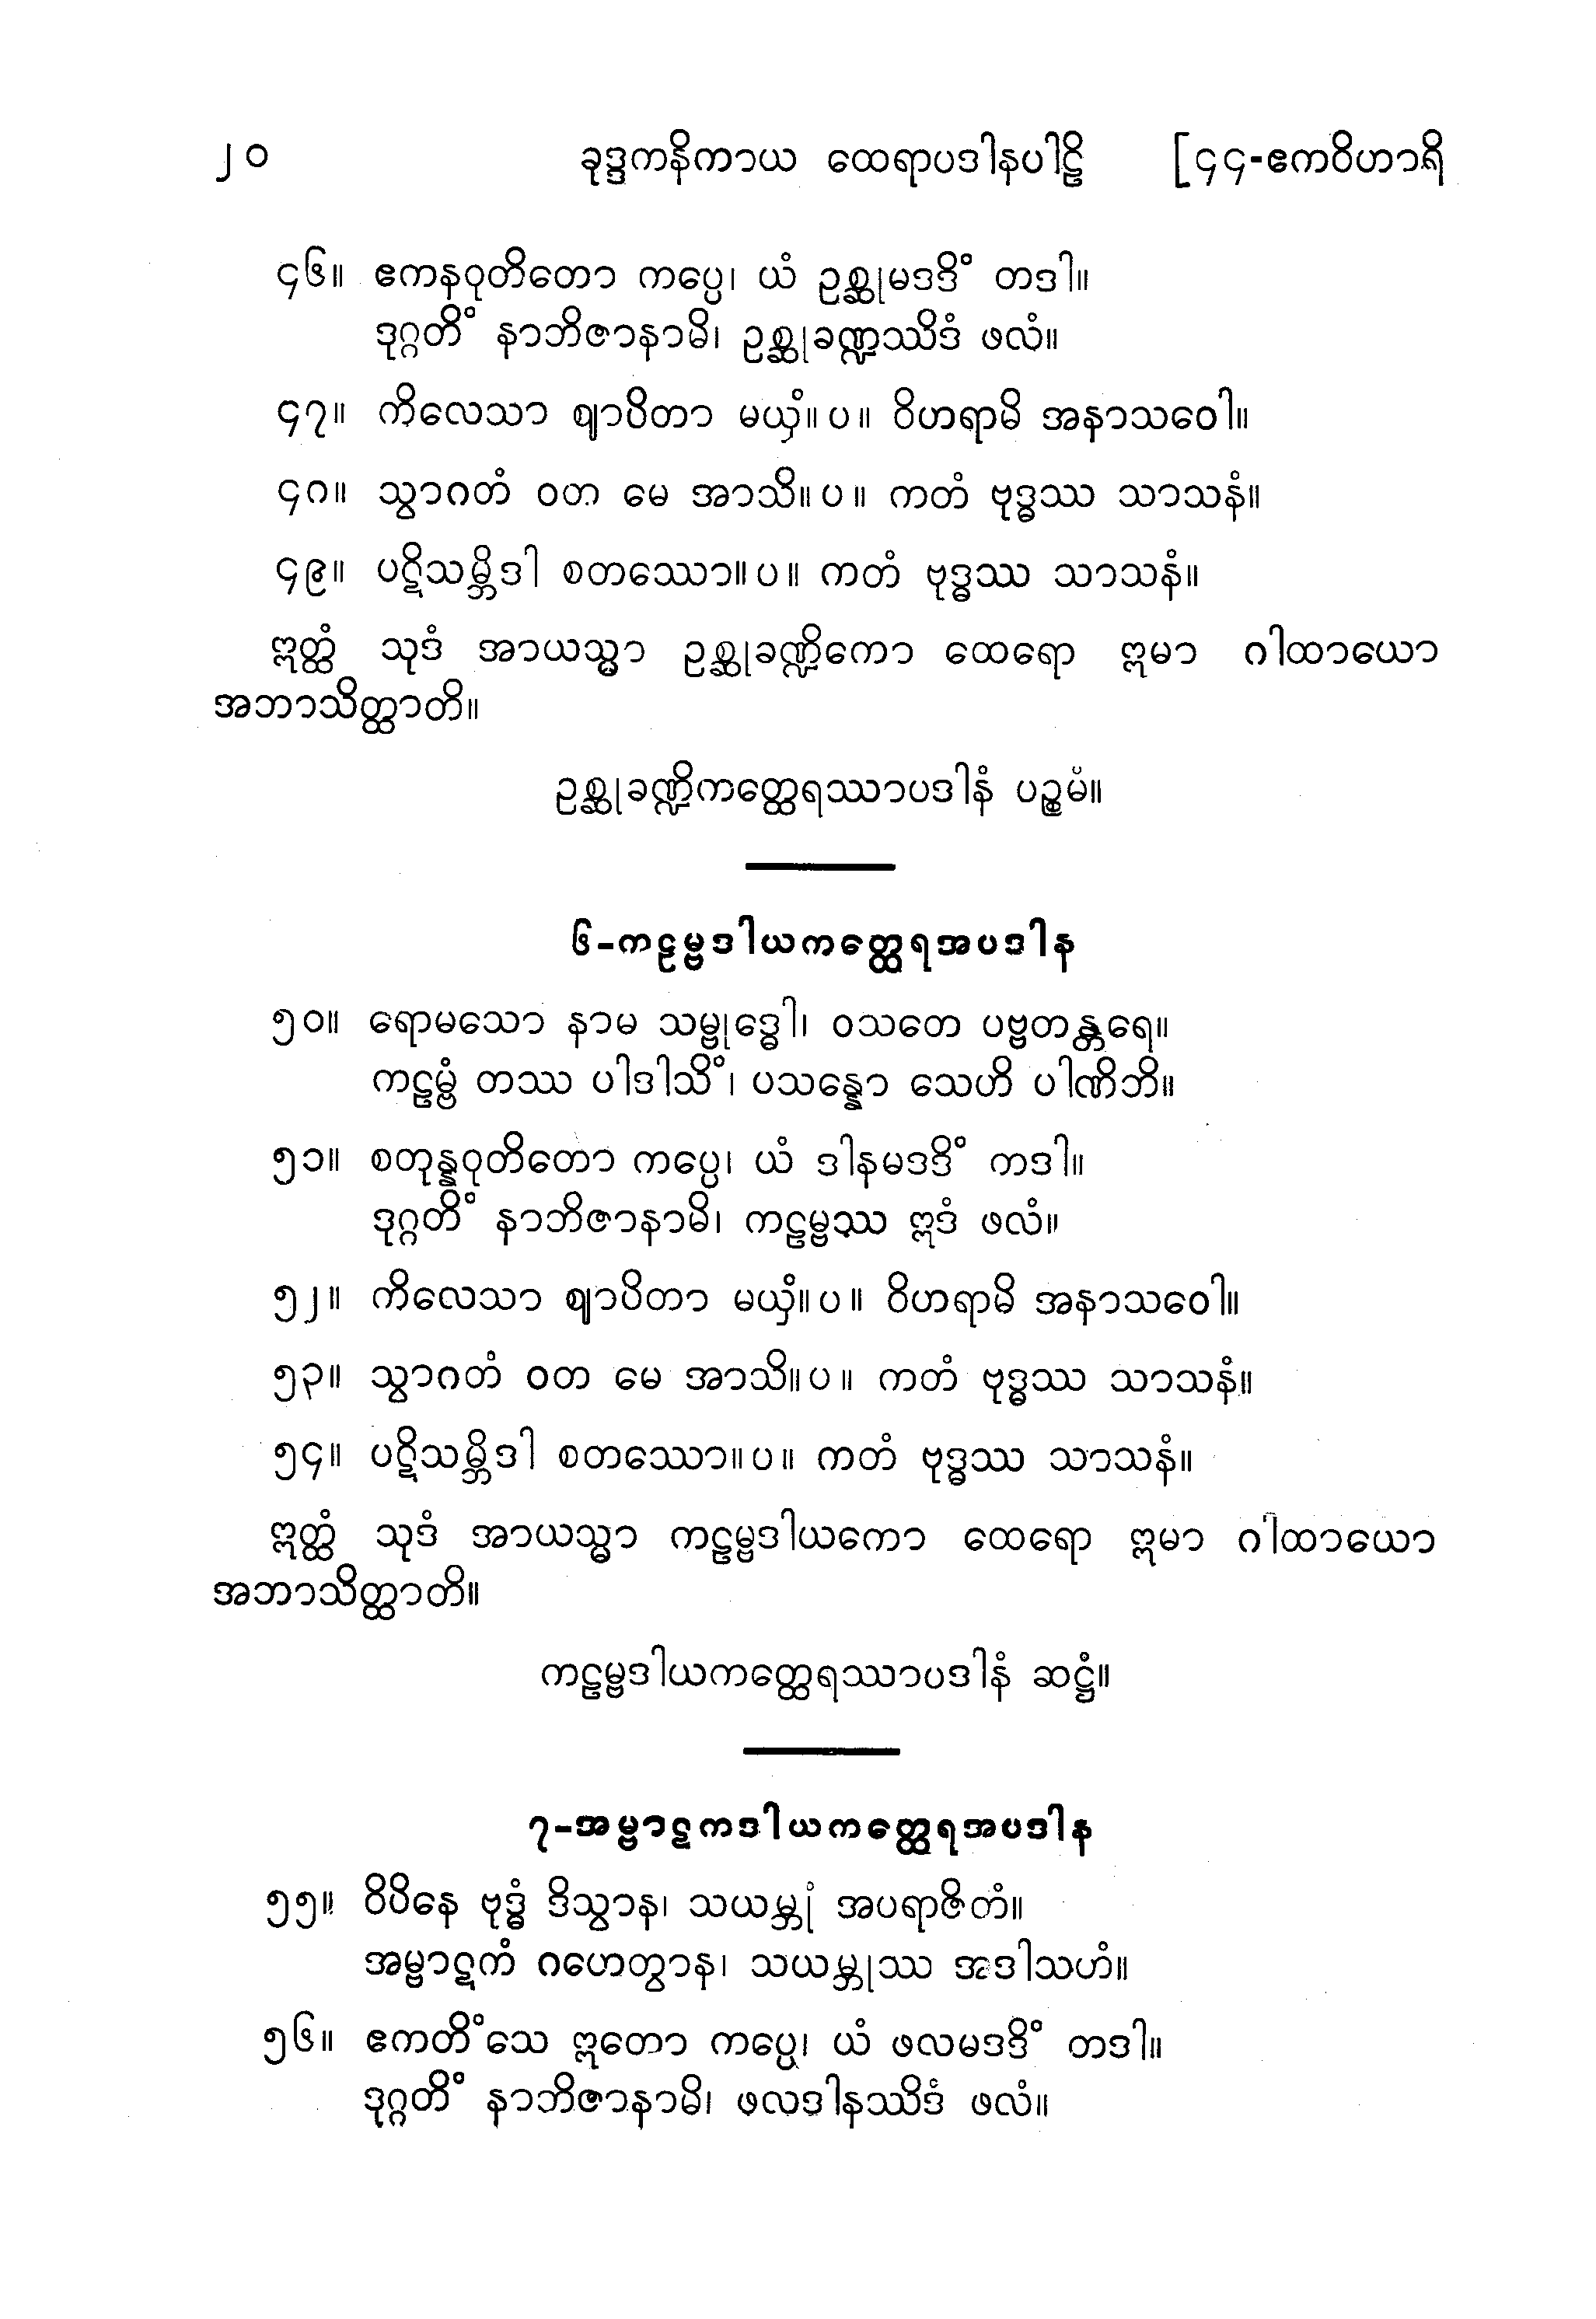 ၂၀ ခုဒ္ဒကနိကာယ ထေရာပဒါနပါဠိ [၄၄-ဧကဝိဟာရိ
၄၆။ ဧကနဝုတိတော ကပ္ပေ၊ ယံ ဥစ္ဆုမဒဒိံ တဒါ။
ဒုဂ္ဂတိံ နာဘိဇာနာမိ၊ ဥစ္ဆုခဏ္ဍဿိဒံ ဖလံ။
၄၇။ ကိလေသာ ဈာပိတာ မယှံ။ပ။ ဝိဟရာမိ အနာသဝေါ။
၄၈။ သွာဂတံ ဝတ မေ အာသိ။ပ။ ကတံ ဗုဒ္ဓဿ သာသနံ။
၄၉။ ပဋိသမ္ဘိဒါ စတဿော။ပ။ ကတံ ဗုဒ္ဓဿ သာသနံ။
ဣတ္ထံ သုဒံ အာယသ္မာ ဥစ္ဆုခဏ္ဍိကော ထေရော ဣမာ ဂါထာယော
အဘာသိတ္ထာတိ။
ဥစ္ဆုခဏ္ဍိကတ္ထေရဿာပဒါနံ ပဉ္စမံ။
၆-ကဠမ္ဗဒါယကတ္ထေရအပဒါန
၅၀။ ရောမသော နာမ သမ္ဗုဒ္ဓေါ၊ ဝသတေ ပဗ္ဗတန္တရေ။
ကဠမ္ဗံ တဿ ပါဒါသိံ၊ ပသန္နော သေဟိ ပါဏိဘိ။
၅၁။ စတုန္နဝုတိတော ကပ္ပေ၊ ယံ ဒါနမဒဒိံ ကဒါ။
ဒုဂ္ဂတိံ နာဘိဇာနာမိ၊ ကဠမ္ဗဿ ဣဒံ ဖလံ။
၅၂။ ကိလေသာ ဈာပိတာ မယှံ။ပ။ ဝိဟရာမိ အနာသဝေါ။
၅၃။ သွာဂတံ ဝတ မေ အာသိ။ပ။ ကတံ ဗုဒ္ဓဿ သာသနံ။
၅၄။ ပဋိသမ္ဘိဒါ စတဿော။ပ။ ကတံ ဗုဒ္ဓဿ သာသနံ။
ဣတ္ထံ သုဒံ အာယသ္မာ ကဠမ္ဗဒါယကော ထေရော ဣမာ ဂါထာယော
အဘာသိတ္ထာတိ။
ကဠမ္ဗဒါယကတ္ထေရဿာပဒါနံ ဆဋ္ဌံ။
၇-အမ္ဗာဋကဒါယကတ္ထေရအပဒါန
၅၅။ ဝိပိနေ ဗုဒ္ဓံ ဒိသွာန၊ သယမ္ဘုံ အပရာဇိတံ။
အမ္ဗာဋကံ ဂဟေတွာန၊ သယမ္ဘုဿ အဒါသဟံ။
၅၆။ ဧကတိံသေ ဣတော ကပ္ပေ၊ ယံ ဖလမဒဒိံ တဒါ။
ဒုဂ္ဂတိံ နာဘိဇာနာမိ၊ ဖလဒါနဿိဒံ ဖလံ။